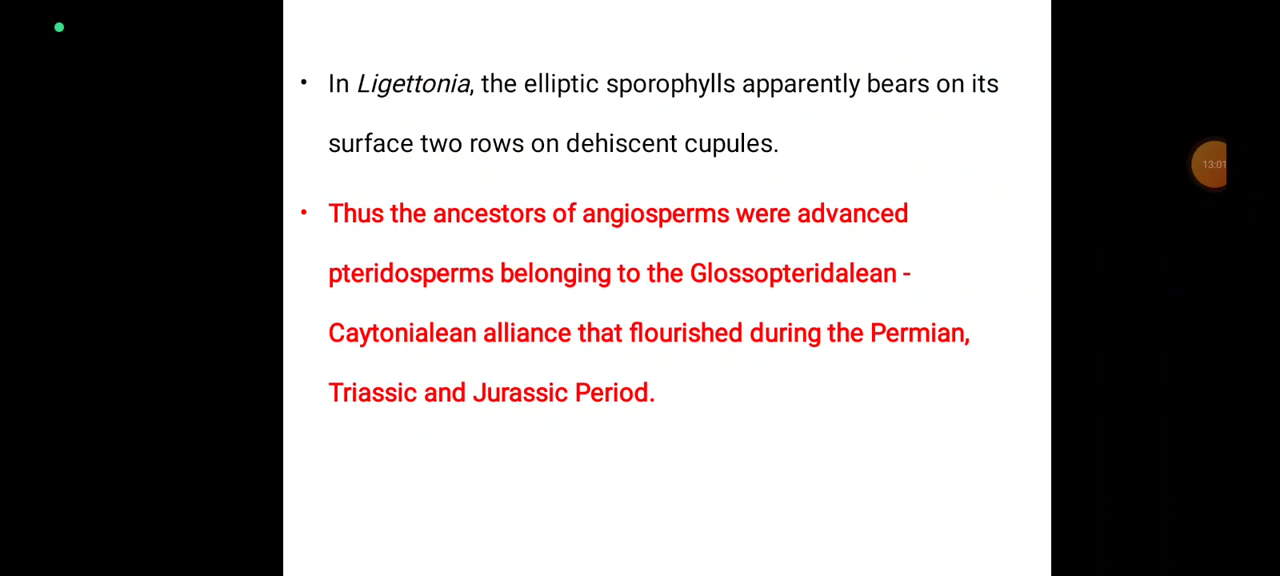 • In Ligettonia, the elliptic sporophylls apparently bears on its
surface two rows on dehiscent cupules.
• Thus the ancestors of angiosperms were advanced
pteridosperms belonging to the Glossopteridalean -
Caytonialean alliance that flourished during the Permian,
Triassic and Jurassic Period.
13:01